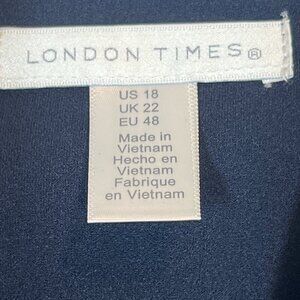 LONDON TIMES®
US 18
UK 22
EU 48
Made in
Vietnam
Hecho en
Vietnam
Fabrique
en Vietnam